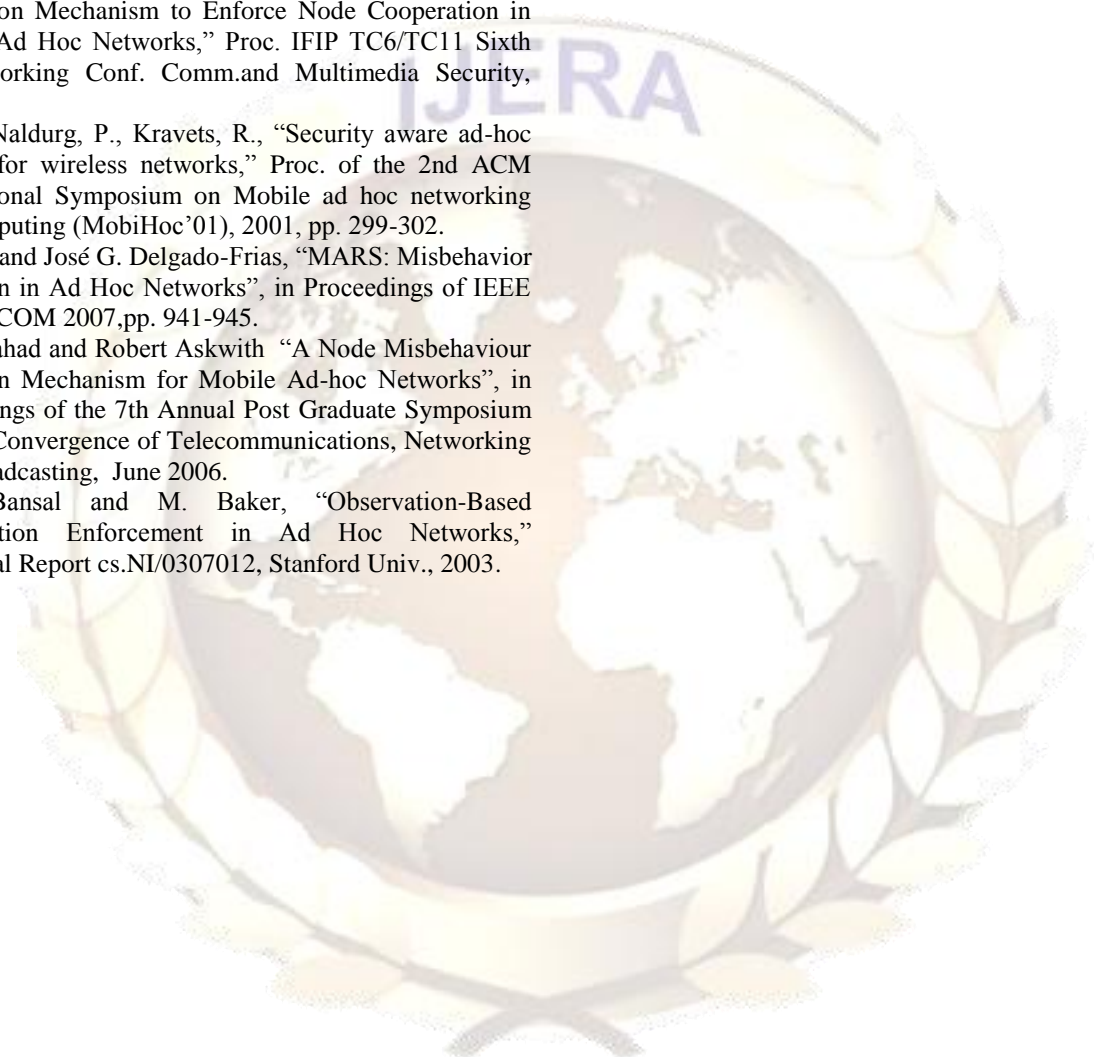 on Mechanism to Enforce Node Cooperation in
Ad Hoc Networks,” Proc. IFIP TC6/TC11 Sixth
orking Conf. Comm.and Multimedia Security,
Naldurg, P., Kravets, R., “Security aware ad-hoc
for wireless networks,” Proc. of the 2nd ACM
onal Symposium on Mobile ad hoc networking
puting (MobiHoc’01), 2001, pp. 299-302.
and José G. Delgado-Frias, “MARS: Misbehavior
n in Ad Hoc Networks”, in Proceedings of IEEE
COM 2007,pp. 941-945.
ahad and Robert Askwith “A Node Misbehaviour
n Mechanism for Mobile Ad-hoc Networks”, in
ngs of the 7th Annual Post Graduate Symposium
Convergence of Telecommunications, Networking
adcasting, June 2006.
Bansal and M. Baker, “Observation-Based
tion Enforcement in Ad Hoc Networks,”
al Report cs.NI/0307012, Stanford Univ., 2003.
IJERA